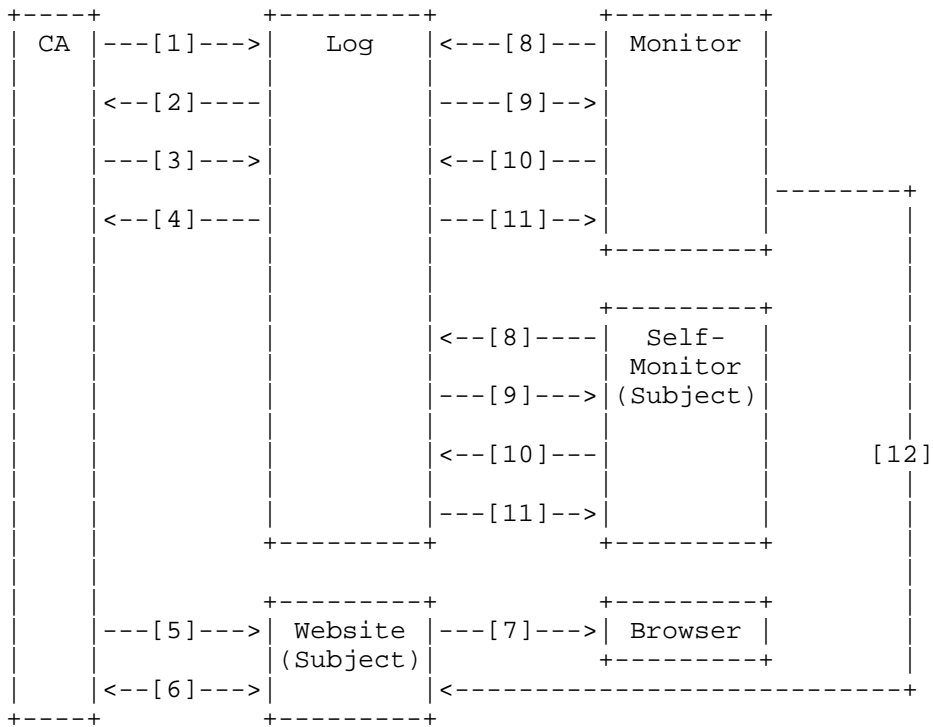 +----+          +---------+          +---------+
| CA |---[1]--->|   Log   |<---[8]---| Monitor |
|    |          |         |          |         |
|    |<--[2]----|         |----[9]-->|         |
|    |          |         |          |         |
|    |---[3]--->|         |<--[10]---|         |
|    |          |         |          |         |--------+
|    |<--[4]----|         |---[11]-->|         |        |
|    |          |         |          +---------+        |
|    |          |         |                             |
|    |          |         |          +---------+        |
|    |          |         |<--[8]----|  Self-  |        |
|    |          |         |          | Monitor |        |
|    |          |         |---[9]--->|(Subject)|        |
|    |          |         |          |         |        |
|    |          |         |<--[10]---|         |      [12]
|    |          |         |          |         |        |
|    |          |         |---[11]-->|         |        |
|    |          +---------+          +---------+        |
|    |                                                  |
|    |          +---------+          +---------+        |
|    |---[5]--->| Website |---[7]--->| Browser |        |
|    |          |(Subject)|          +---------+        |
|    |<--[6]--->|         |<----------------------------+
+----+          +---------+